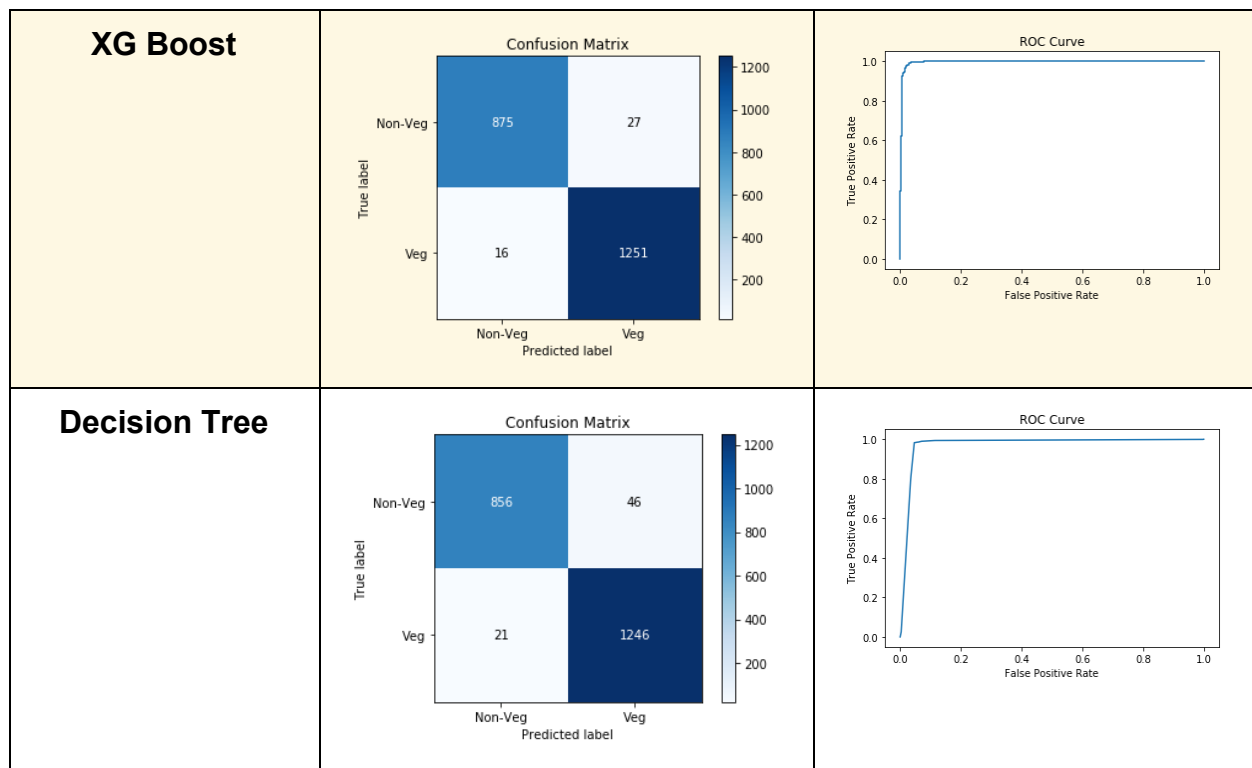 XG Boost
Confusion Matrix
Non-Veg
875
27
Veg
16
1251
Non-Veg
Veg
True label
Predicted label
1200
1000
800
600
400
200
ROC Curve
1.0
0.8
0.6
0.4
0.2
0.0
True Positive Rate
0.0 0.2 0.4 0.6 0.8 1.0
False Positive Rate
Decision Tree
Confusion Matrix
Non-Veg
856
46
Veg
21
1246
Non-Veg
Veg
True label
Predicted label
1200
1000
800
600
400
200
ROC Curve
1.0
0.8
0.6
0.4
0.2
0.0
True Positive Rate
0.0 0.2 0.4 0.6 0.8 1.0
False Positive Rate